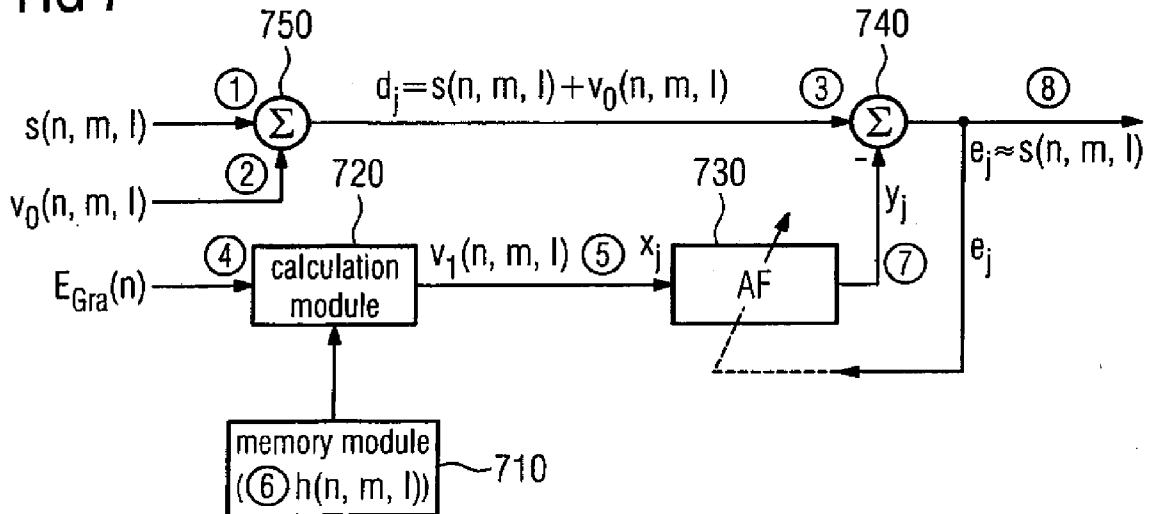 750
740
①
d_j=s(n, m, l)+v_0(n, m, l)
③
⑧
s(n, m, l)
Σ
Σ
②
-
e_j≈s(n, m, l)
v_0(n, m, l)
720
730
y_j
④
v_1(n, m, l) ⑤ x_j
e_j
E_Gra(n)
calculation
module
AF
⑦
memory module
(⑥h(n, m, l))
710